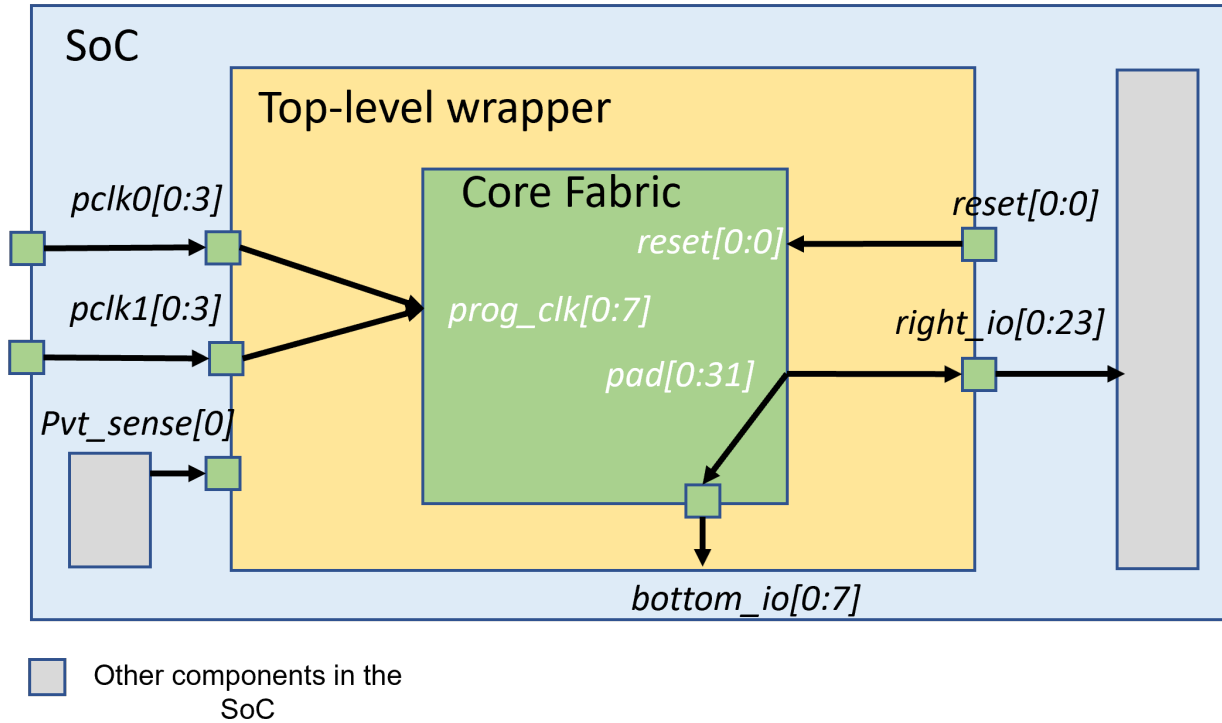 SoC
Top-level wrapper
pclk0[0:3]
Core Fabric
reset[0:0]
reset[0:0]
pclk1[0:3]
prog_clk[0:7]
right_io[0:23]
pad[0:31]
Pvt_sense[0]
bottom_io[0:7]
Other components in the
SoC